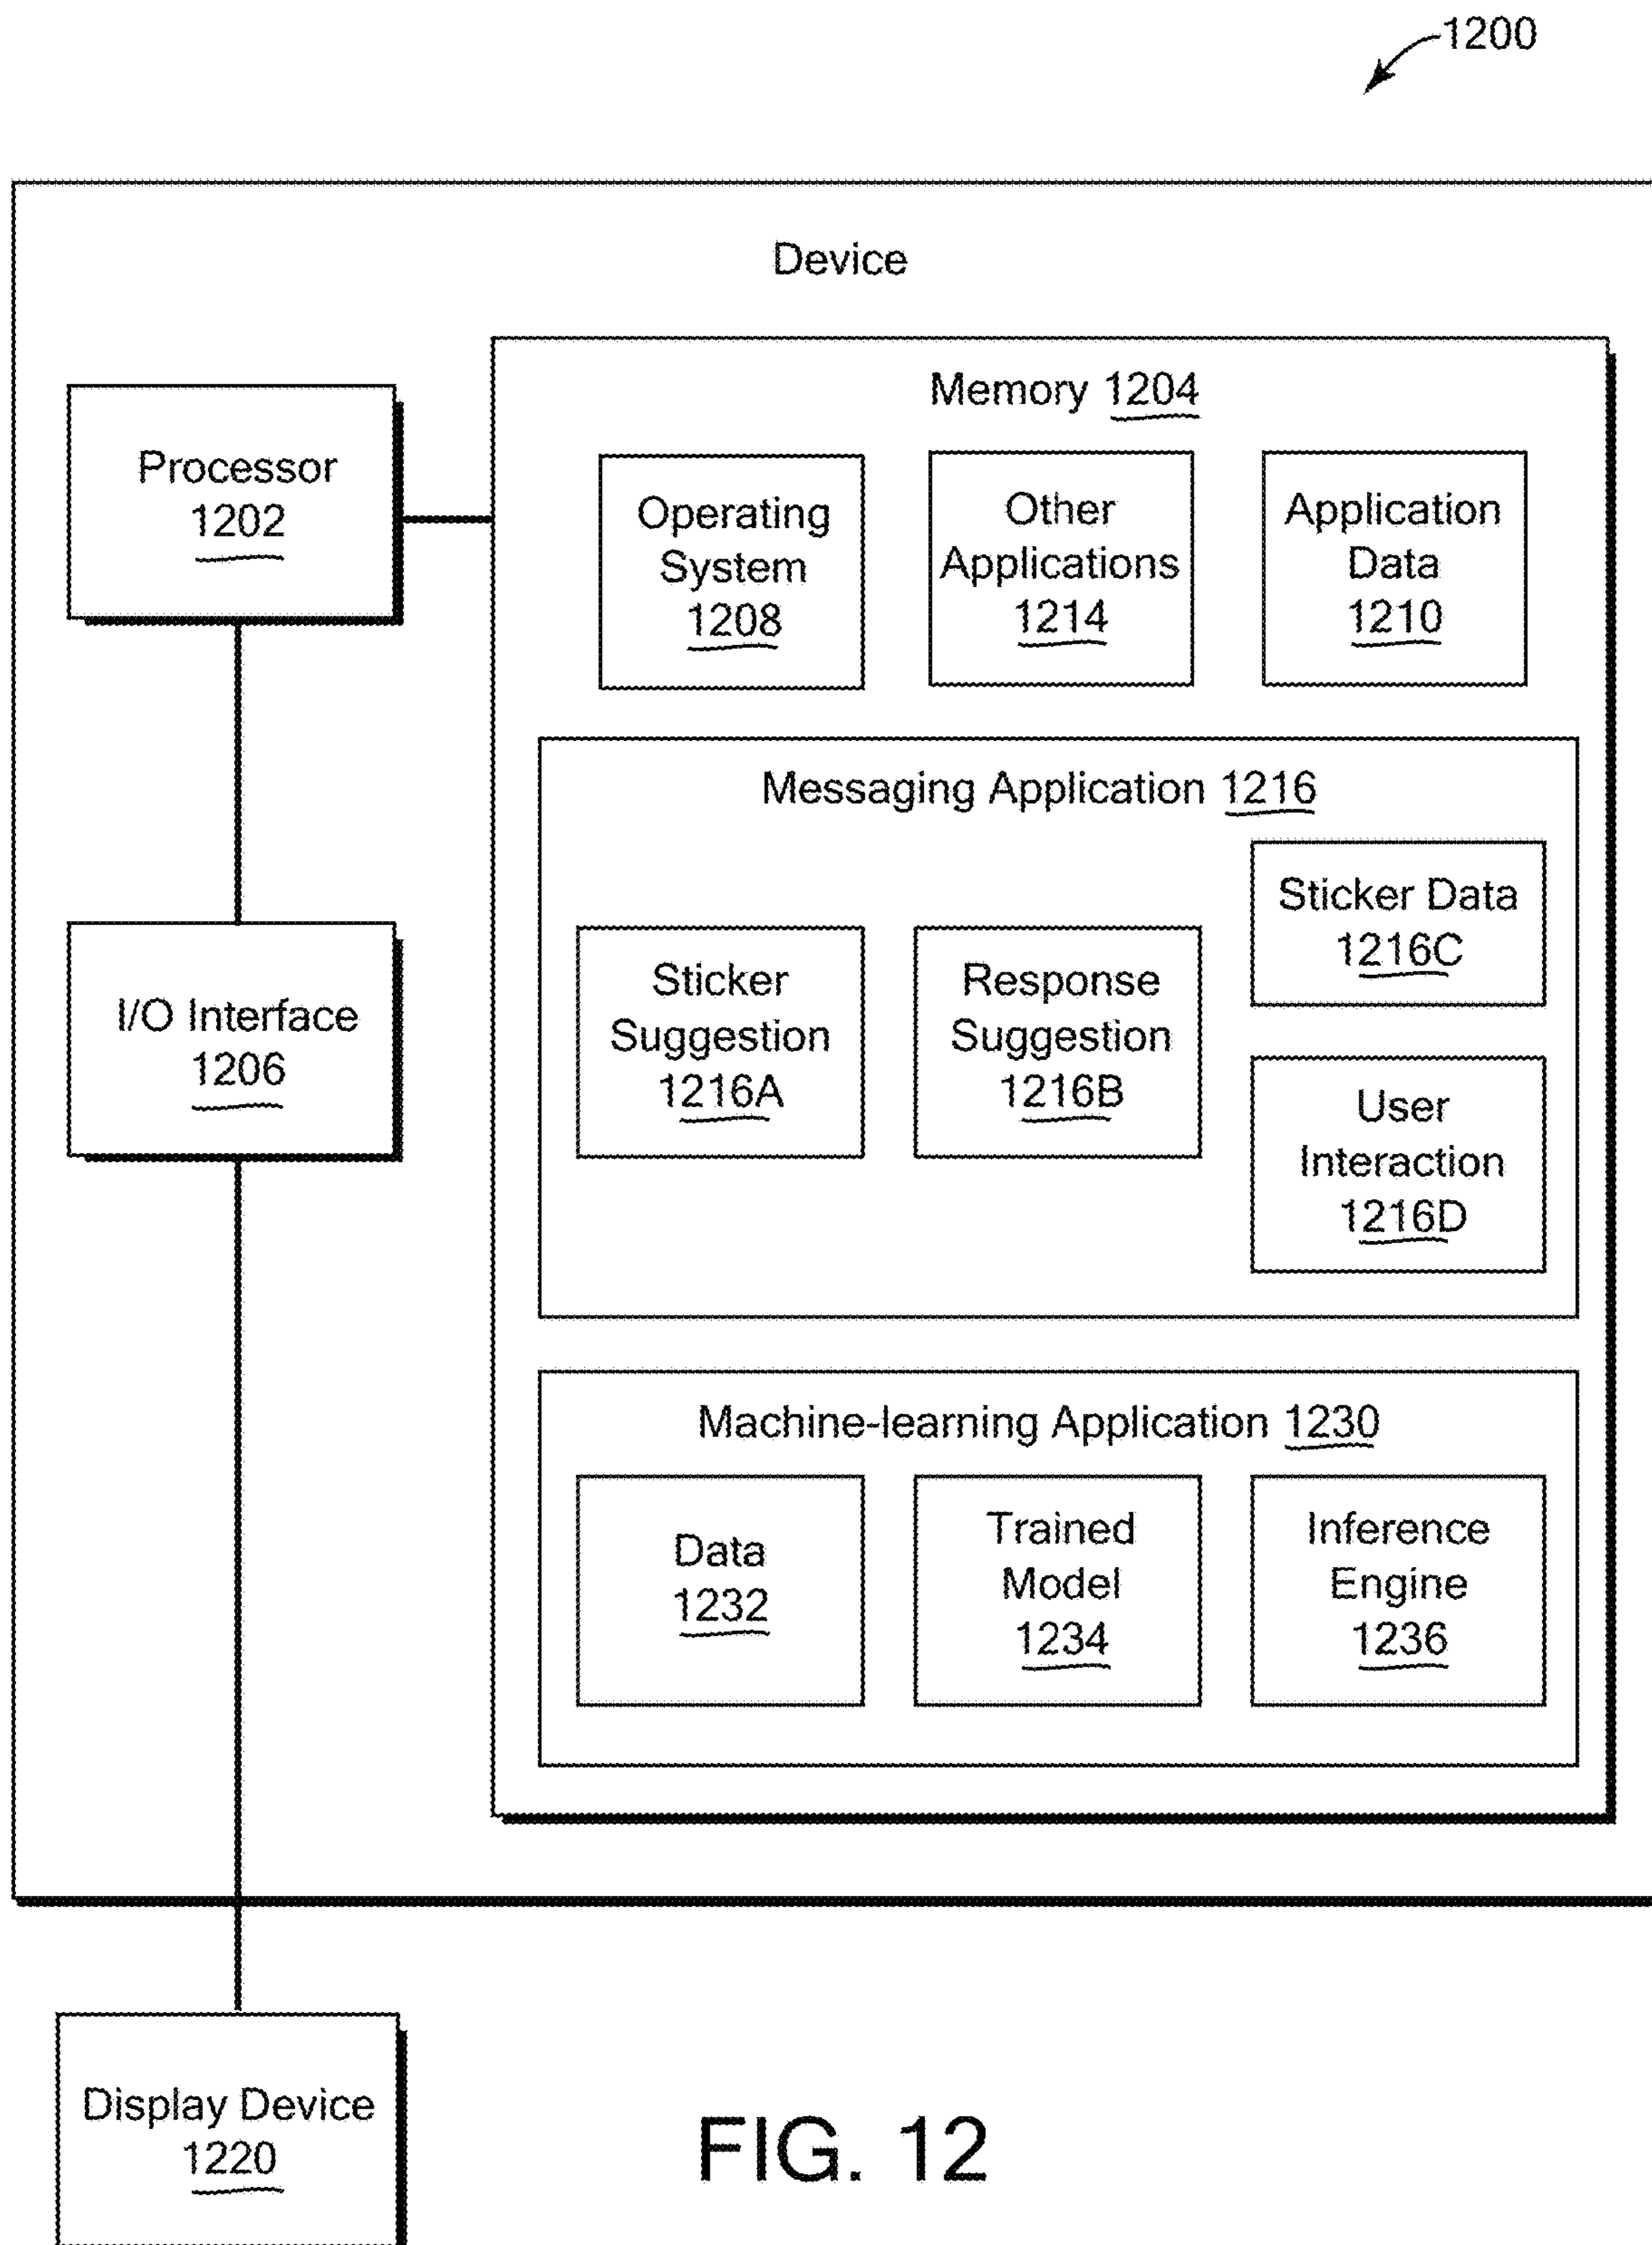 1200
Device
Memory 1204
Processor
1202
Operating
System
1208
Other
Applications
1214
Application
Data
1210
Messaging Application 1216
Sticker
Suggestion
1216A
Response
Suggestion
1216B
Sticker Data
1216C
User
Interaction
1216D
I/O Interface
1206
Machine-learning Application 1230
Data
1232
Trained
Model
1234
Inference
Engine
1236
Display Device
1220
FIG. 12